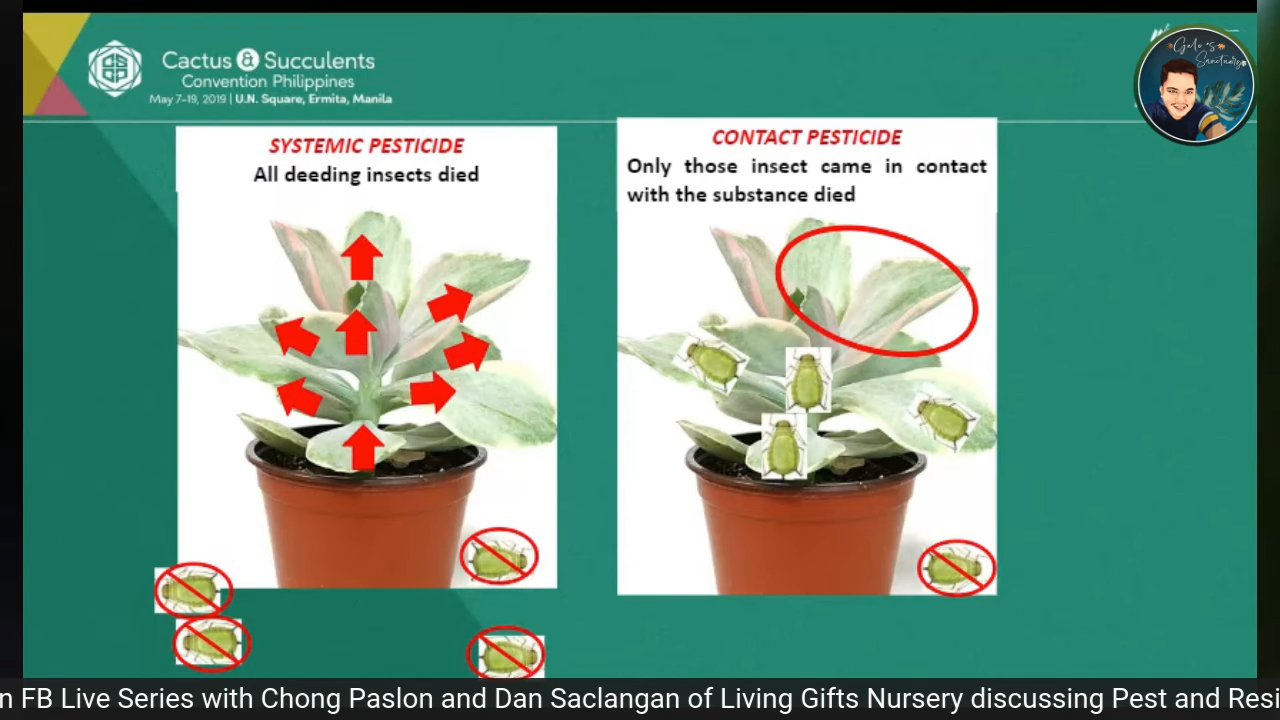 Cactus & Succulents
Convention Philippines
May 7-19, 2019 | U.N. Square, Ermita, Manila
Galo's
Sanctuary
SYSTEMIC PESTICIDE
All deeding insects died
CONTACT PESTICIDE
Only those insect came in contact
with the substance died
n FB Live Series with Chong Paslon and Dan Saclangan of Living Gifts Nursery discussing Pest and Resi